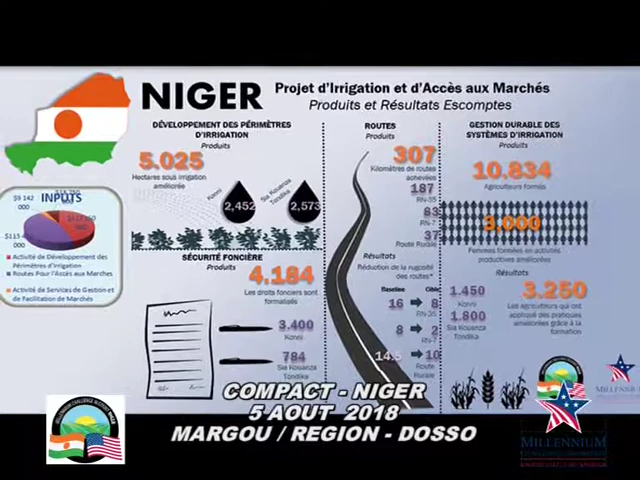 NIGER
Projet d'Irrigation et d'Accès aux Marchés
Produits et Résultats Escomptes
DÉVELOPPEMENT DES PÉRIMÈTRES
D'IRRIGATION
Produits
5,025
Hectares sous irrigation
améliorée
Konni
2,452
Sia Kouanza
Tondika
2,573
INPUTS
Activité de Développement des
Périmètres d'Irrigation
Routes Pour l'Accès aux Marches
Activité de Services de Gestion et
de Facilitation de Marchés
SÉCURITÉ FONCIÈRE
Produits
4.184
Les droits fonciers sont
formalisés
3.400
Konni
784
Sia Kouanza
Tondika
ROUTES
Produits
307
Kilomètres de routes
achevées
187
RN-35
83
RN-7
37
Route Rurale
Résultats
Réduction de la rugosité
des routes*
Baseline
16
8
RN-35
8
2
RN-7
14.5
10
Route
Rurale
GESTION DURABLE DES
SYSTÈMES D'IRRIGATION
Produits
10.834
Agriculteurs formés
3,000
Femmes formées en activités
productives améliorées
Résultats
1.450
Konni
1.800
Sia Kouanza
Tondika
3.250
Les agriculteurs qui ont
appliqué des pratiques
améliorées grâce à la
formation
COMPACT - NIGER
5 AOUT 2018
MARGOU / REGION - DOSSO
MILLENNIUM